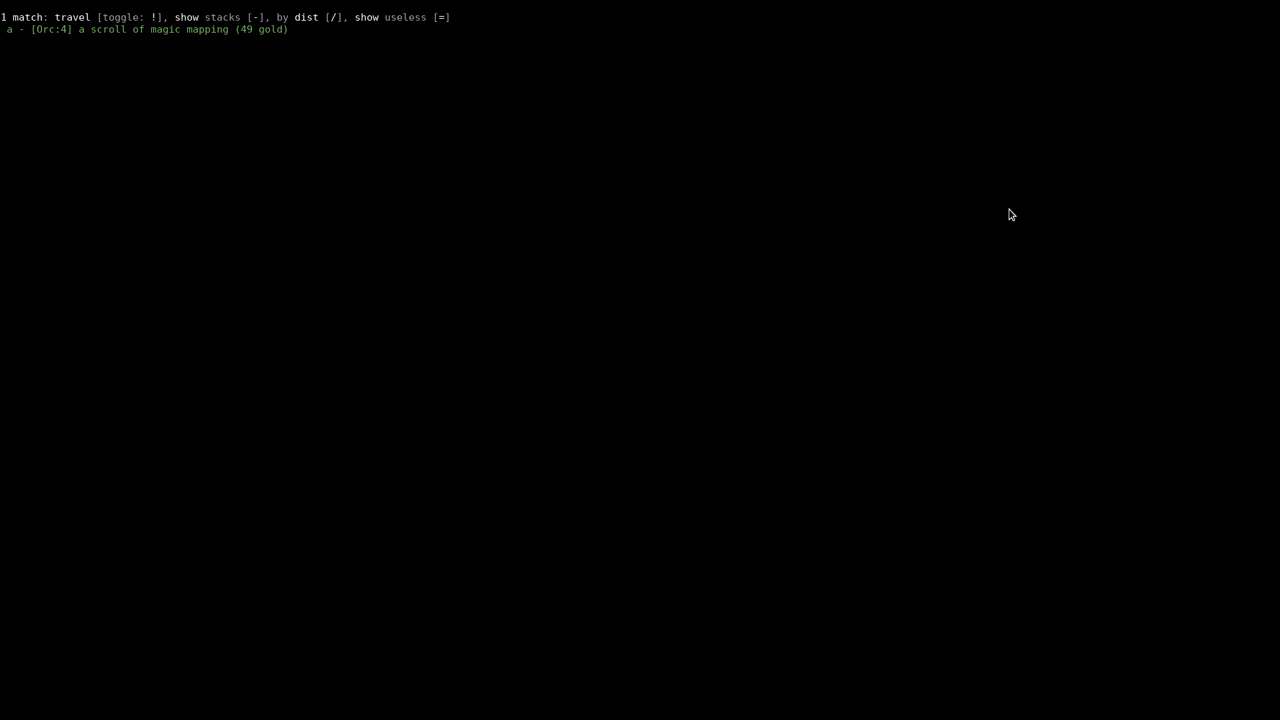 1 match: travel [toggle: !], show stacks [-], by dist [/], show useless [=]
a - [Orc:4] a scroll of magic mapping (49 gold)